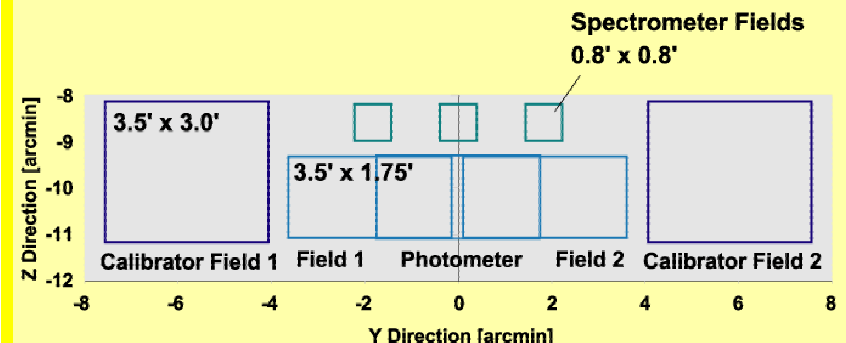 Spectrometer Fields
0.8' x 0.8'
-8
3.5' x 3.0'
-9
3.5' x 1.75'
-10
-11
Calibrator Field 1 Field 1 Photometer Field 2 Calibrator Field 2
-12
Z Direction [arcmin]
-8 -6 -4 -2 0 2 4 6 8
Y Direction [arcmin]